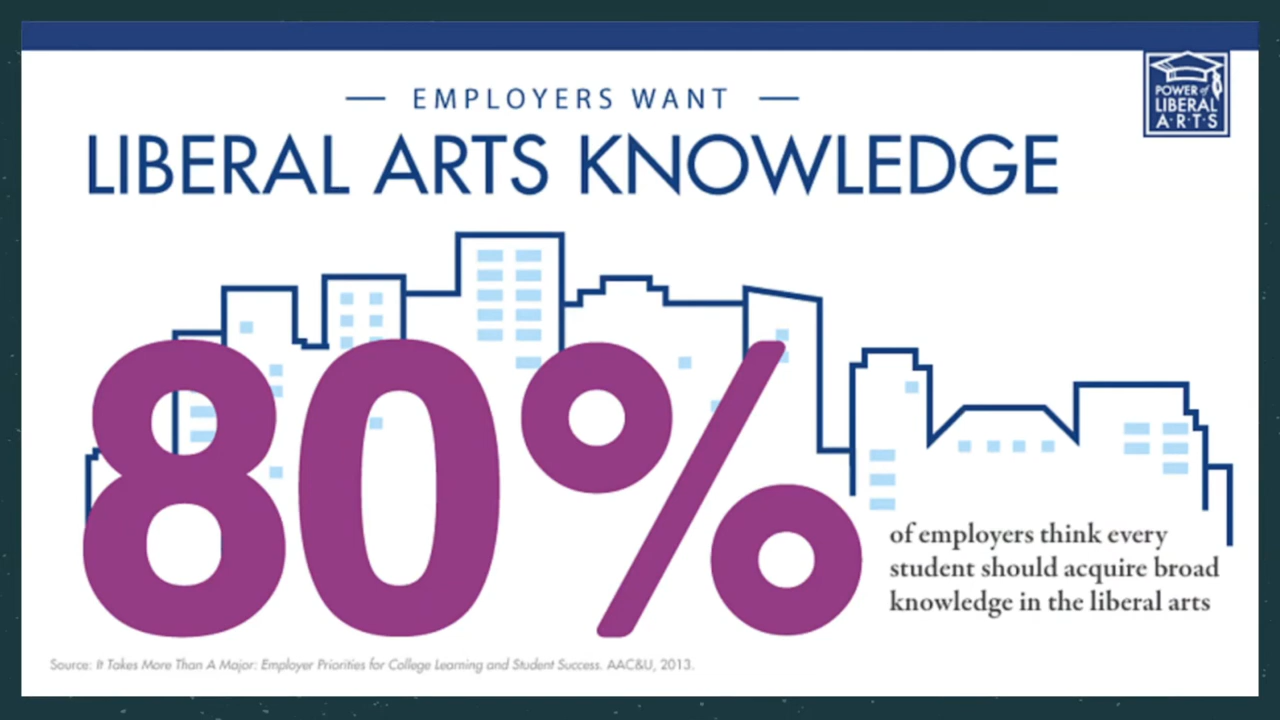 EMPLOYERS WANT
LIBERAL ARTS KNOWLEDGE
POWER of
LIBERAL
A·R·T·S
80%
of employers think every
student should acquire broad
knowledge in the liberal arts
Source: It Takes More Than A Major: Employer Priorities for College Learning and Student Success. AAC&U, 2013.